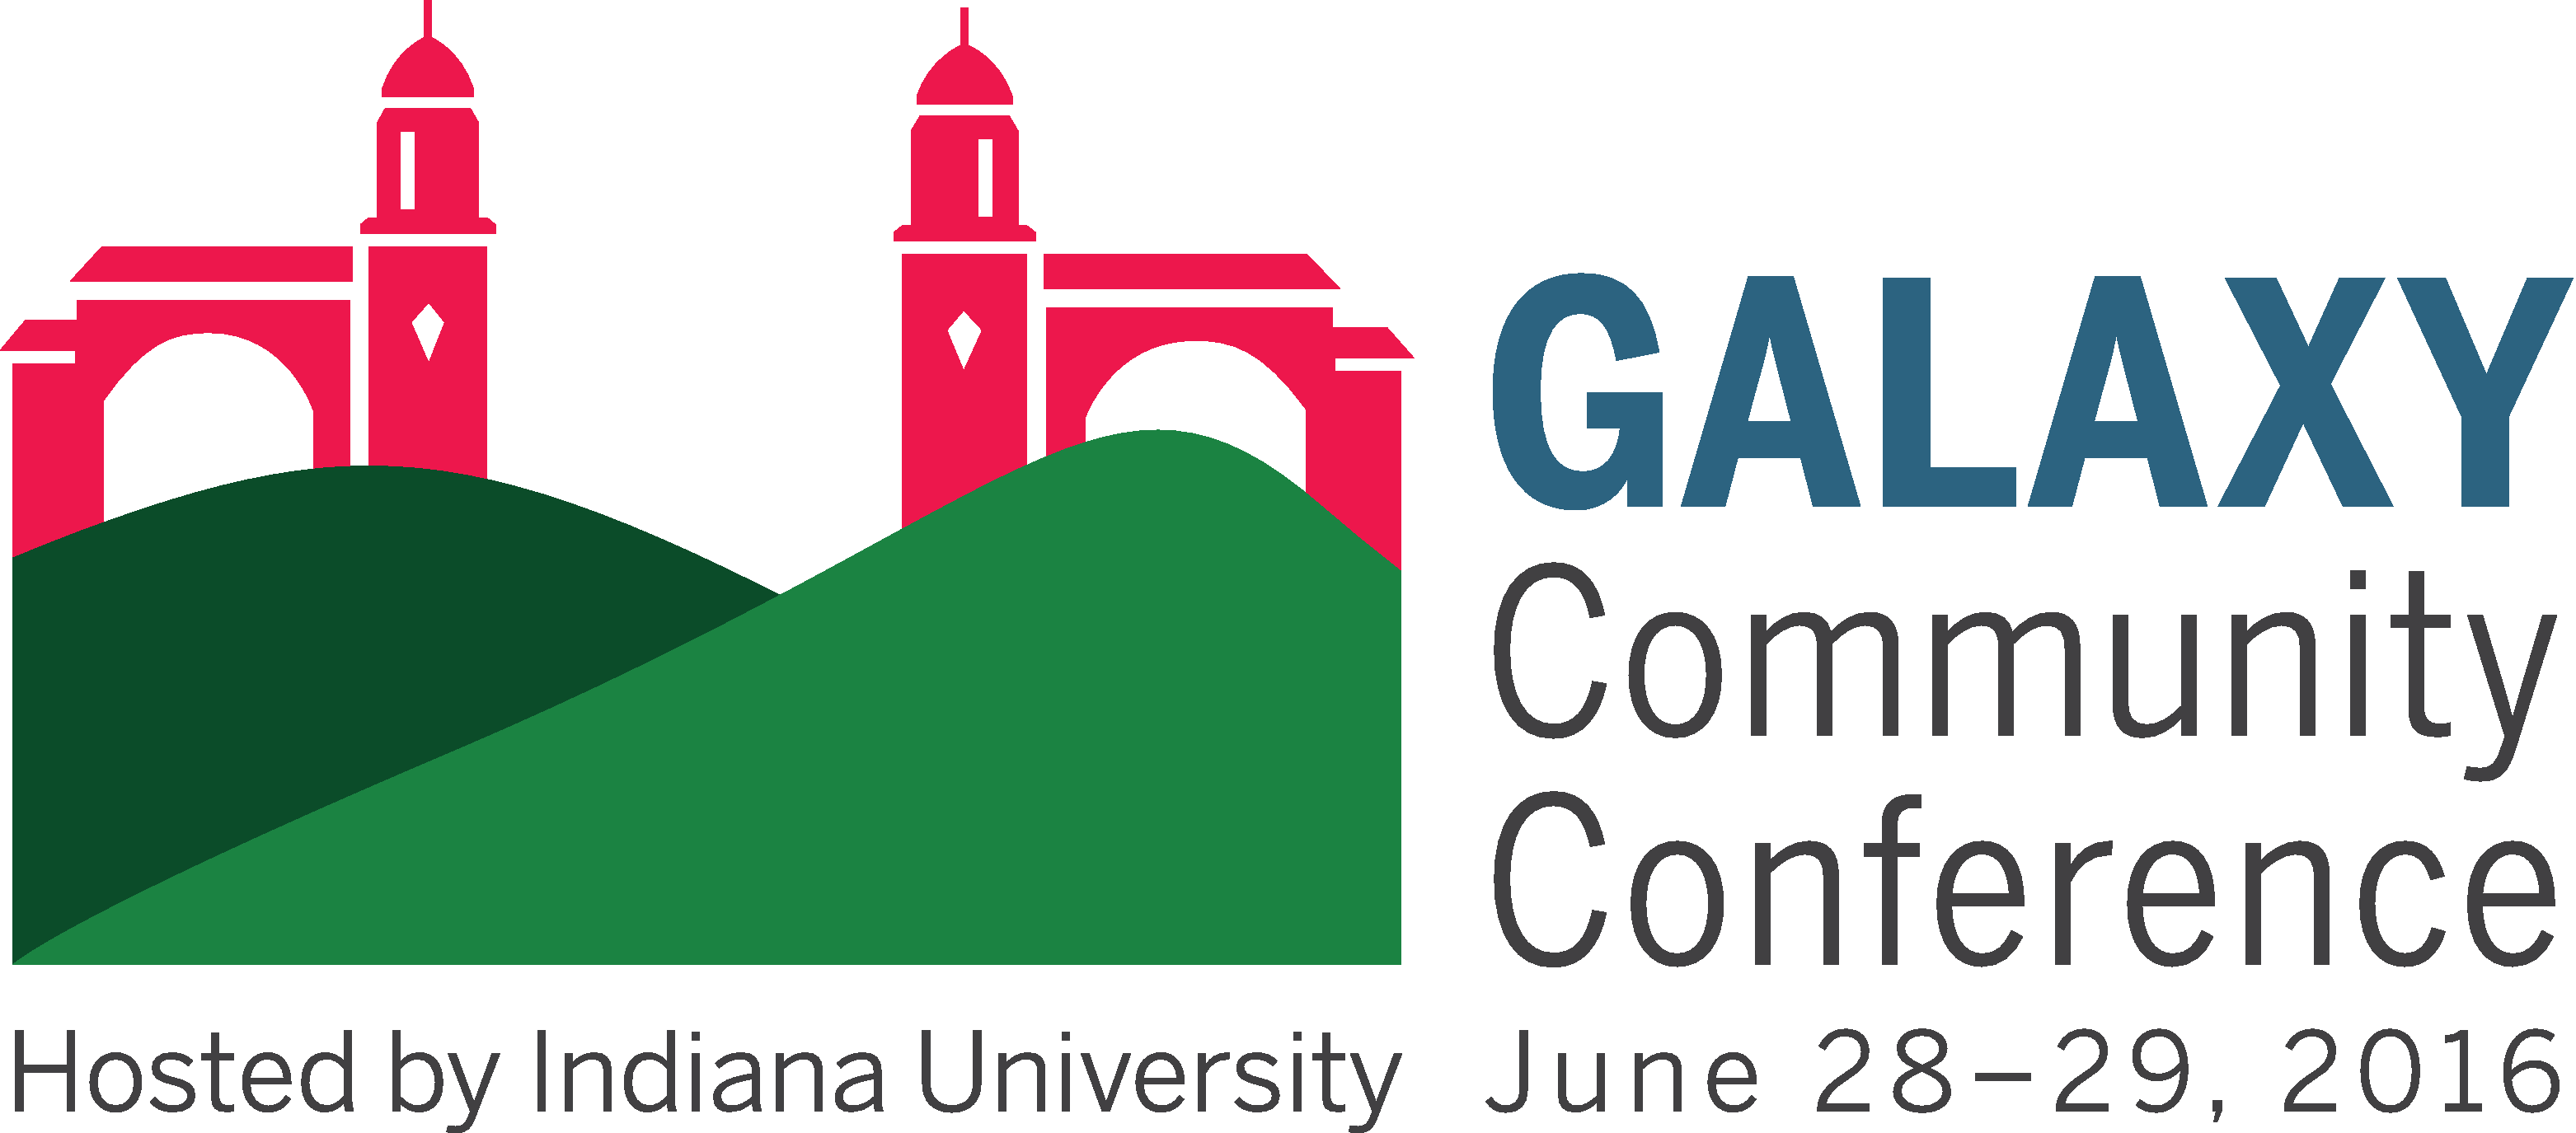 GALAXY
Community
Conference
Hosted by Indiana University
June 28–29, 2016